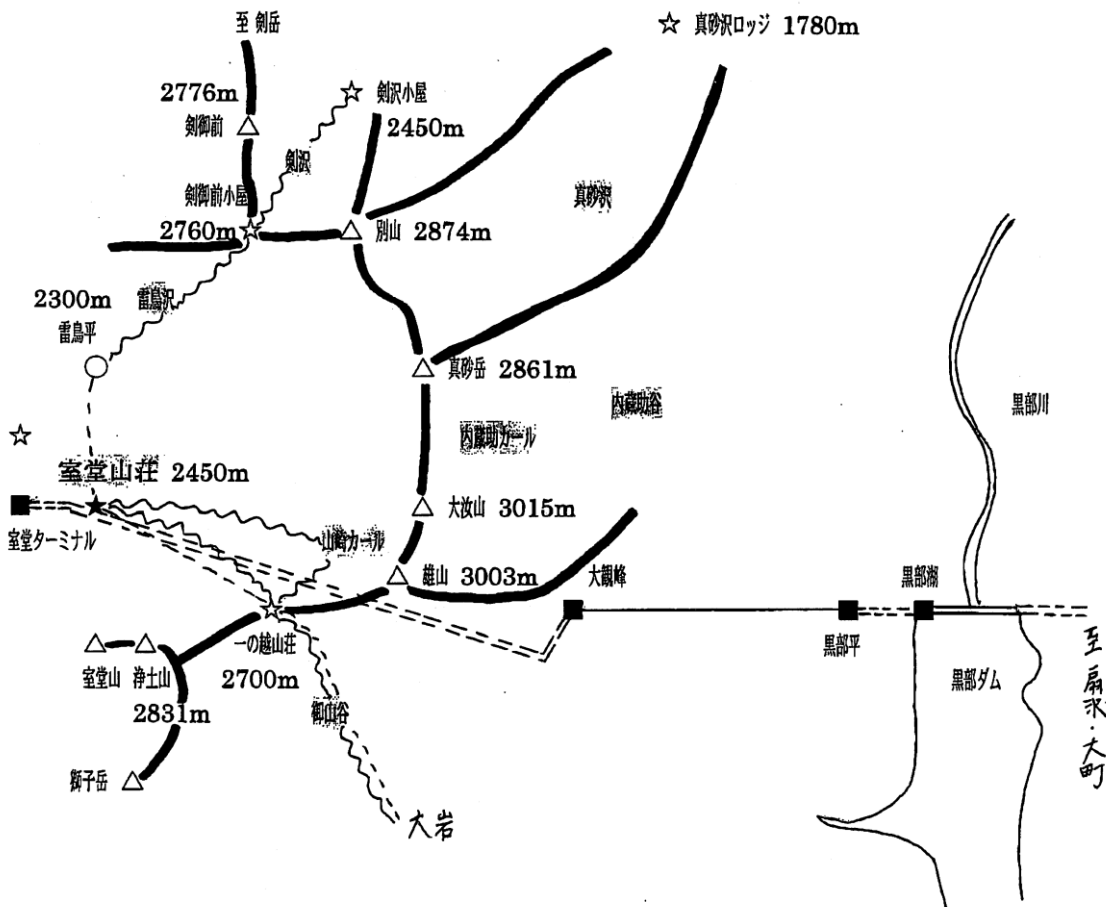 至 剣岳
☆ 真砂沢ロッジ 1780m
2776m
剣御前
剣沢小屋
2450m
剣沢
真砂沢
剣御前小屋
2760m
別山 2874m
2300m
雷鳥平
雷鳥沢
真砂岳 2861m
内蔵助谷
内蔵助カール
黒部川
室堂山荘 2450m
室堂ターミナル
大汝山 3015m
山崎カール
雄山 3003m
大観峰
黒部湖
黒部平
一の越山荘
2700m
室堂山 浄土山
2831m
黒部ダム
至扇沢・大町
御山谷
獅子岳
大岩